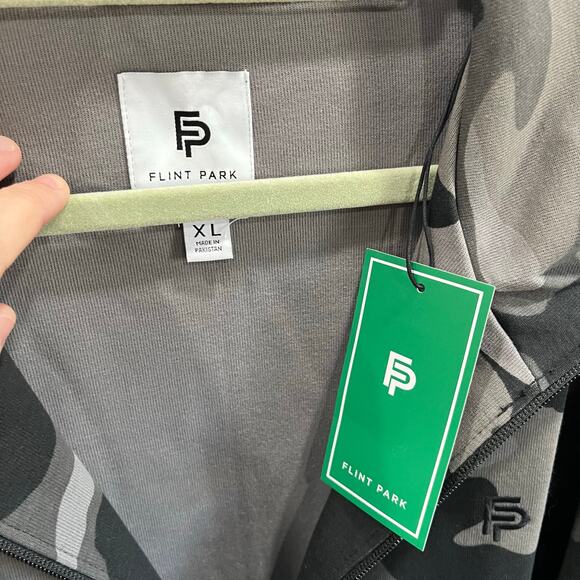 FP
FLINT PARK
XL
MADE IN
PAKISTAN
FP
FLINT PARK
FP